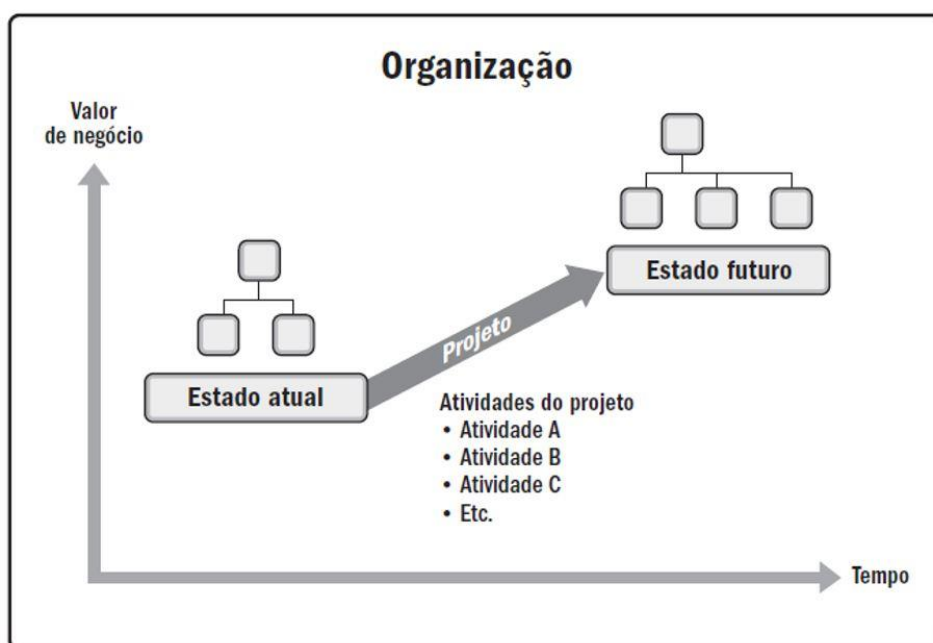 Organização
Valor
de negócio
Estado futuro
Projeto
Estado atual
Atividades do projeto
• Atividade A
• Atividade B
• Atividade C
• Etc.
Tempo